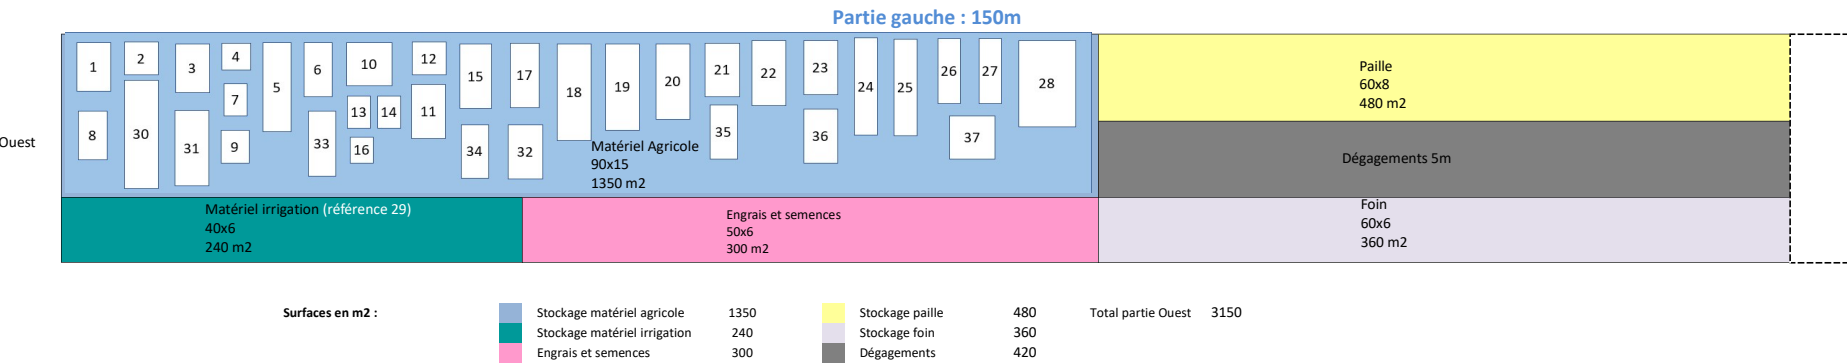 Partie gauche : 150m
1 2 3 4 5 6 10 12 15 17 18 19 20 21 22 23 24 25 26 27 28
7 13 14 11
8 30 31 9 33 16 34 32 35 36 37
Ouest
Matériel Agricole
90x15
1350 m2
Paille
60x8
480 m2
Dégagements 5m
Matériel irrigation (référence 29)
40x6
240 m2
Engrais et semences
50x6
300 m2
Foin
60x6
360 m2
Surfaces en m2 : Stockage matériel agricole 1350 Stockage paille 480 Total partie Ouest 3150
Stockage matériel irrigation 240 Stockage foin 360
Engrais et semences 300 Dégagements 420